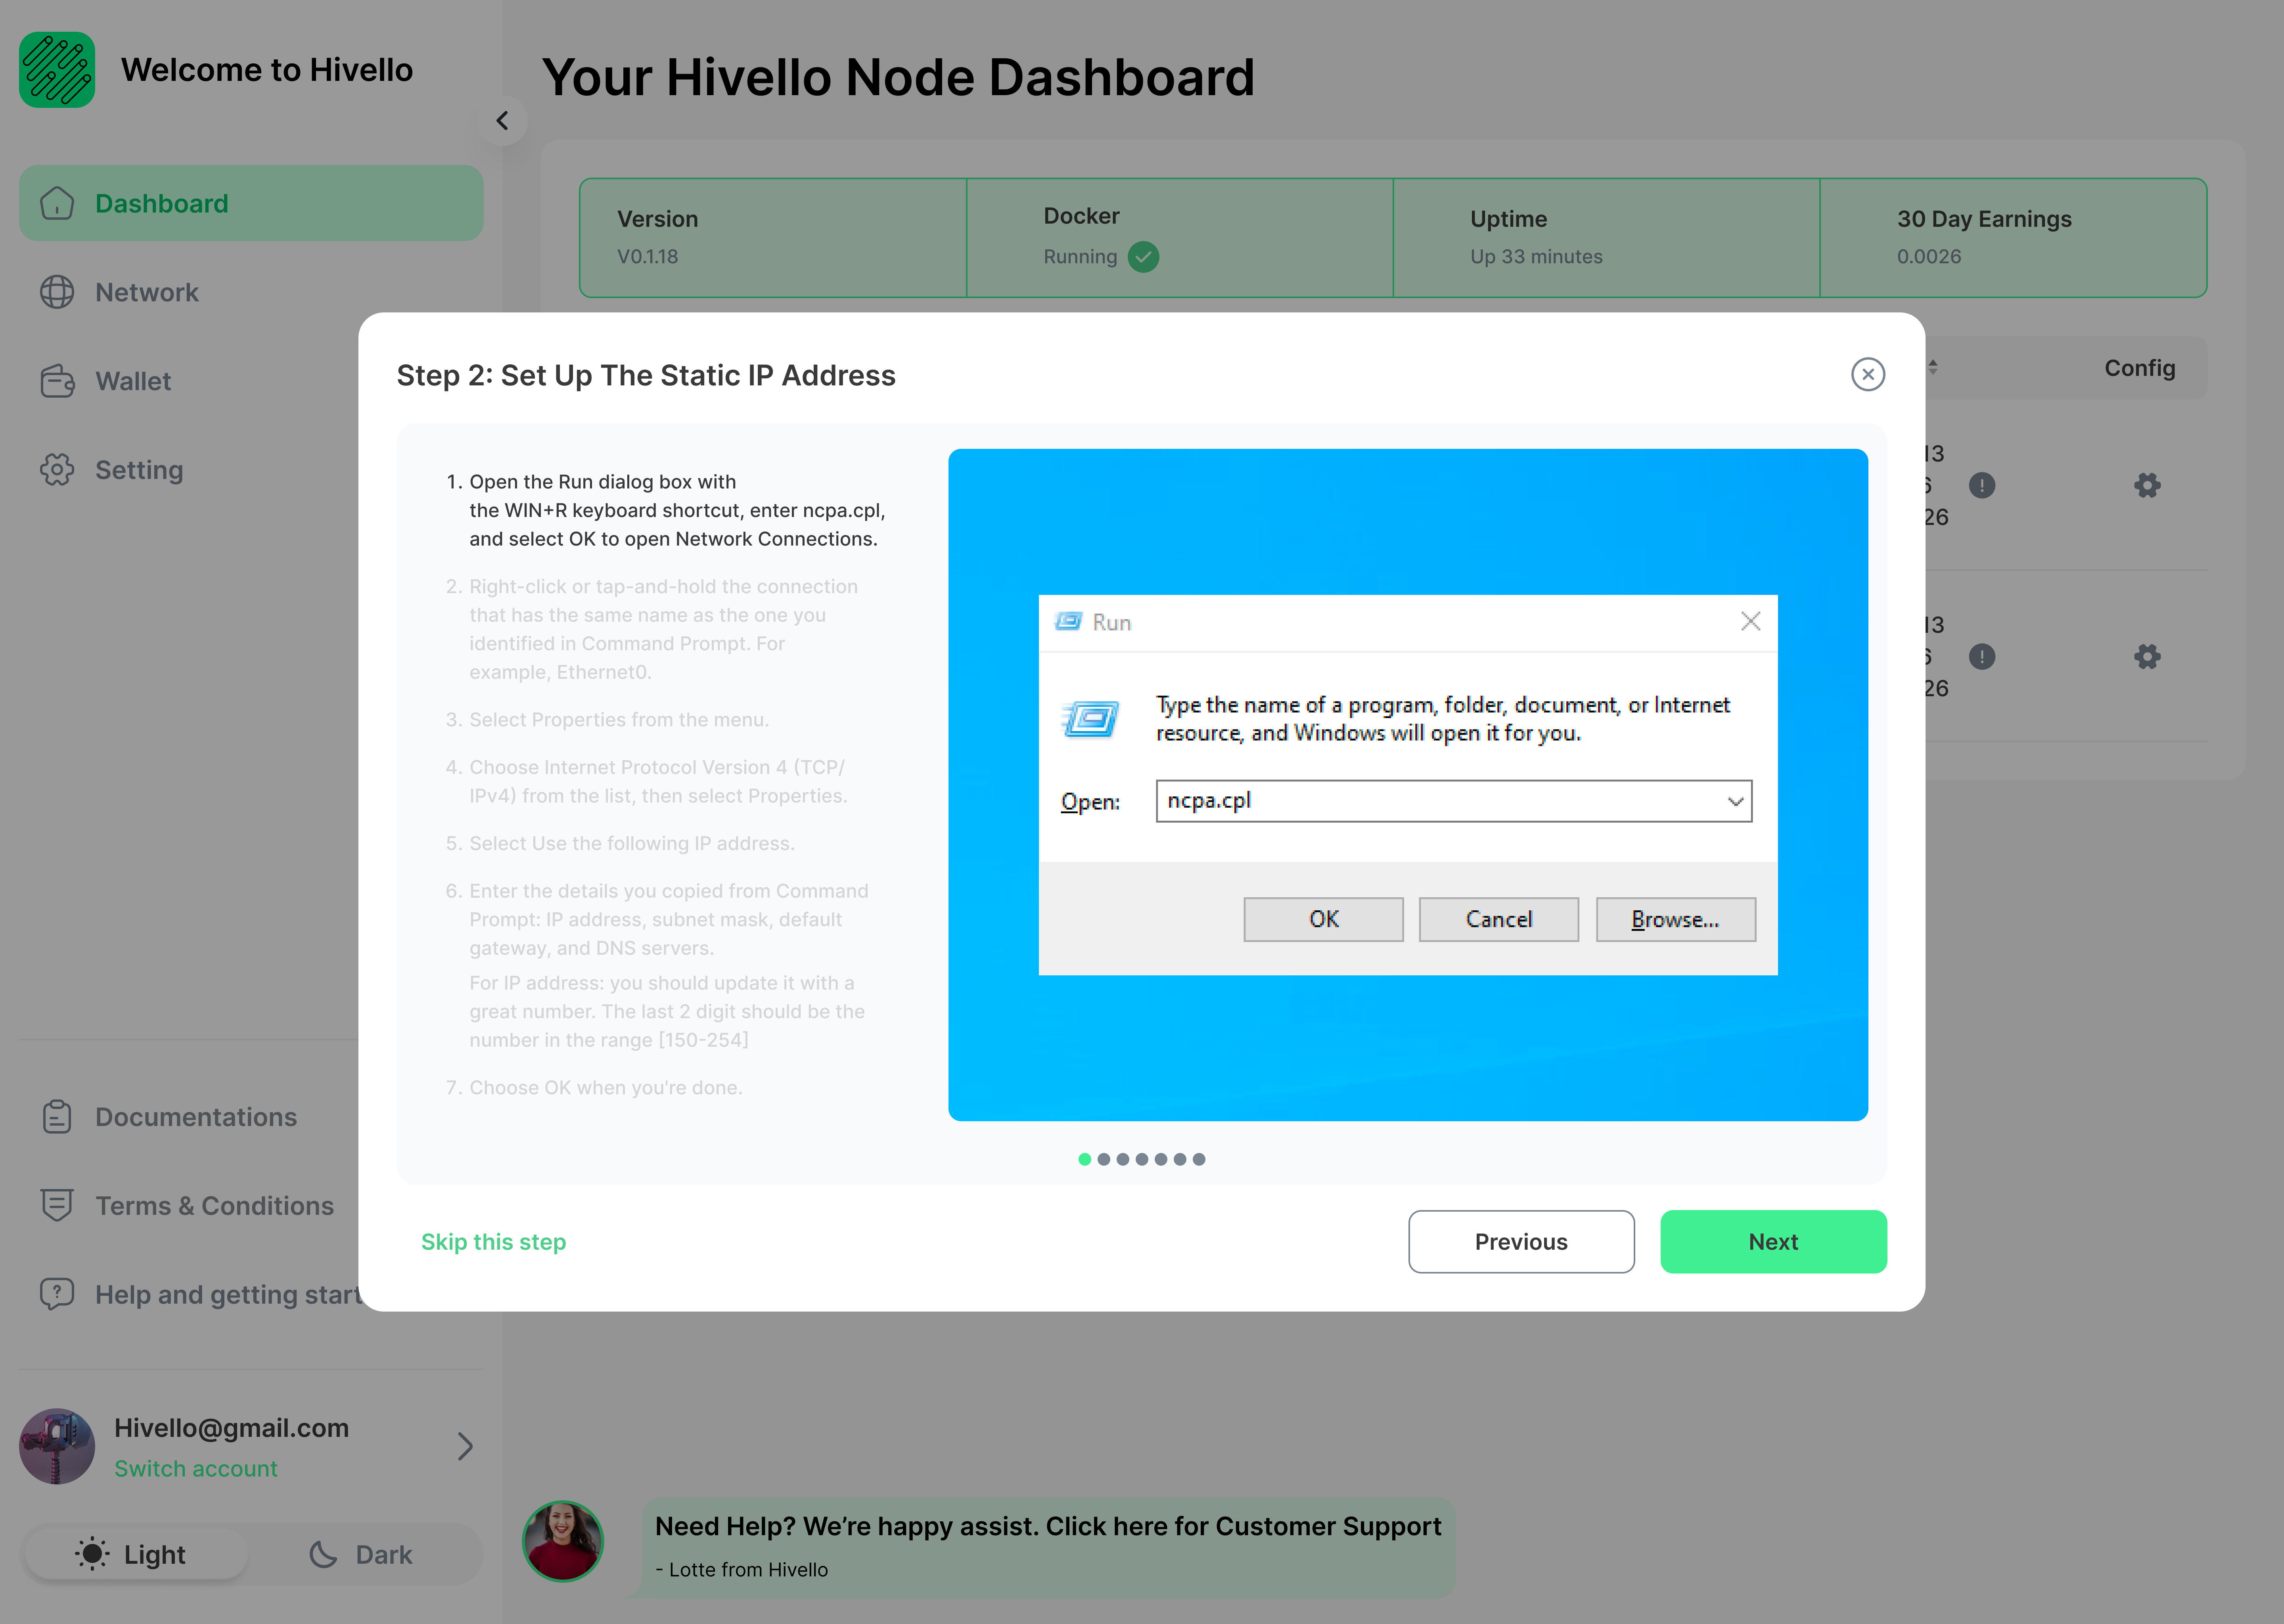 Welcome to Hivello
Dashboard
Network
Wallet
Setting
Documentations
Terms & Conditions
Help and getting start
Hivello@gmail.com
Switch account
Light
Dark
Your Hivello Node Dashboard
Version
V0.1.18
Docker
Running
Uptime
Up 33 minutes
30 Day Earnings
0.0026
Config
13
6
26
13
6
26
Step 2: Set Up The Static IP Address
1. Open the Run dialog box with
the WIN+R keyboard shortcut, enter ncpa.cpl,
and select OK to open Network Connections.
2. Right-click or tap-and-hold the connection
that has the same name as the one you
identified in Command Prompt. For
example, Ethernet0.
3. Select Properties from the menu.
4. Choose Internet Protocol Version 4 (TCP/
IPv4) from the list, then select Properties.
5. Select Use the following IP address.
6. Enter the details you copied from Command
Prompt: IP address, subnet mask, default
gateway, and DNS servers.
For IP address: you should update it with a
great number. The last 2 digit should be the
number in the range [150-254]
7. Choose OK when you're done.
Run
Type the name of a program, folder, document, or Internet
resource, and Windows will open it for you.
Open:
ncpa.cpl
OK
Cancel
Browse...
Skip this step
Previous
Next
Need Help? We’re happy assist. Click here for Customer Support
- Lotte from Hivello